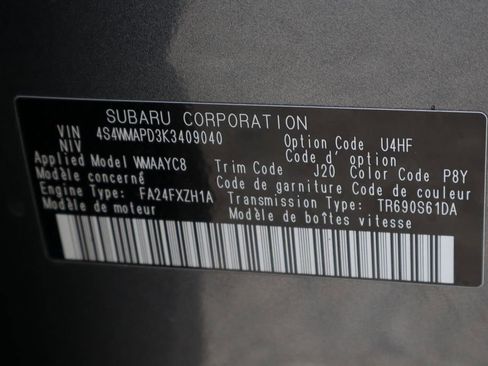 SUBARU CORPORATION
VIN 4S4WMAPD3K3409040 Option Code U4HF
NIV Code d' option
Applied Model WMAAYC8 Trim Code J20 Color Code P8Y
Modèle concerné Code de garniture Code de couleur
Engine Type: FA24FXZH1A Transmission Type: TR690S61DA
Modèle de moteur Modèle de boîtes vitesse